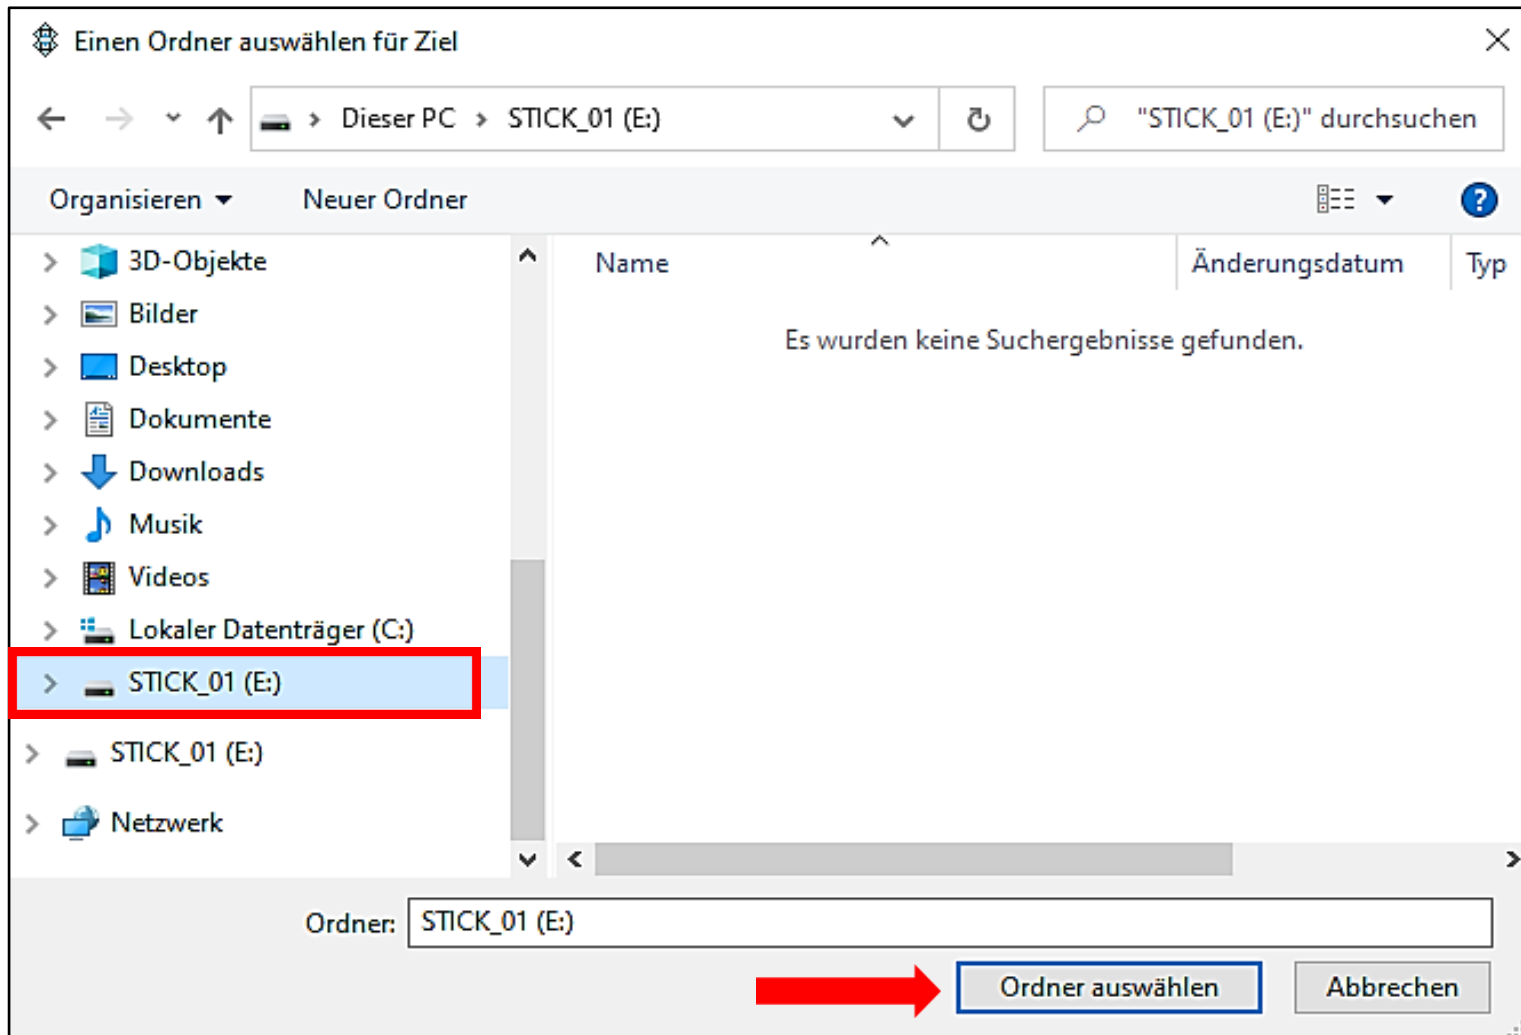 Einen Ordner auswählen für Ziel
Dieser PC > STICK_01 (E:)
"STICK_01 (E:)" durchsuchen
Organisieren
Neuer Ordner
3D-Objekte
Bilder
Desktop
Dokumente
Downloads
Musik
Videos
Lokaler Datenträger (C:)
STICK_01 (E:)
STICK_01 (E:)
Netzwerk
Name
Änderungsdatum
Typ
Es wurden keine Suchergebnisse gefunden.
Ordner: STICK_01 (E:)
Ordner auswählen
Abbrechen